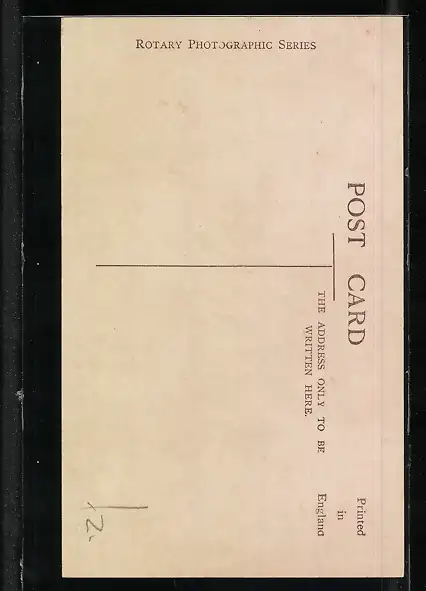 ROTARY PHOTOGRAPHIC SERIES
POST CARD
THE ADDRESS ONLY TO BE
WRITTEN HERE.
Printed
in
England